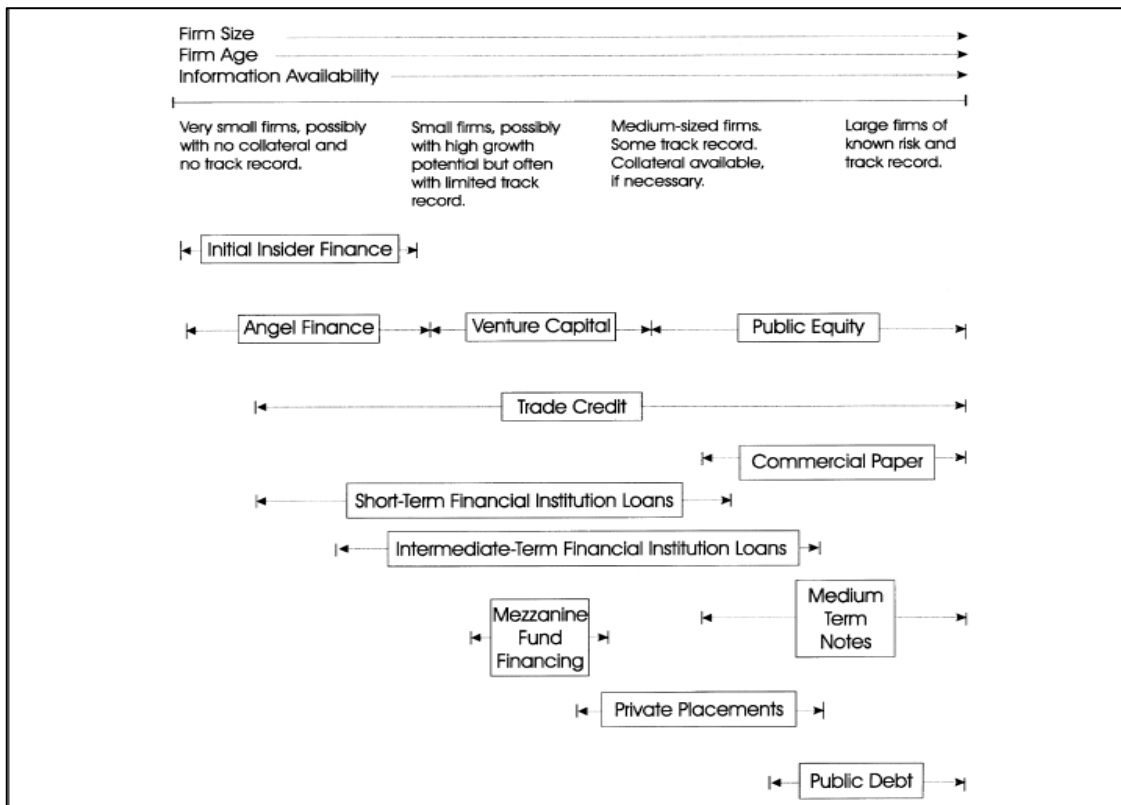 Firm Size
Firm Age
Information Availability
Very small firms, possibly
with no collateral and
no track record.
Small firms, possibly
with high growth
potential but often
with limited track
record.
Medium-sized firms.
Some track record.
Collateral available,
if necessary.
Large firms of
known risk and
track record.
Initial Insider Finance
Angel Finance
Venture Capital
Public Equity
Trade Credit
Commercial Paper
Short-Term Financial Institution Loans
Intermediate-Term Financial Institution Loans
Mezzanine
Fund
Financing
Medium
Term
Notes
Private Placements
Public Debt